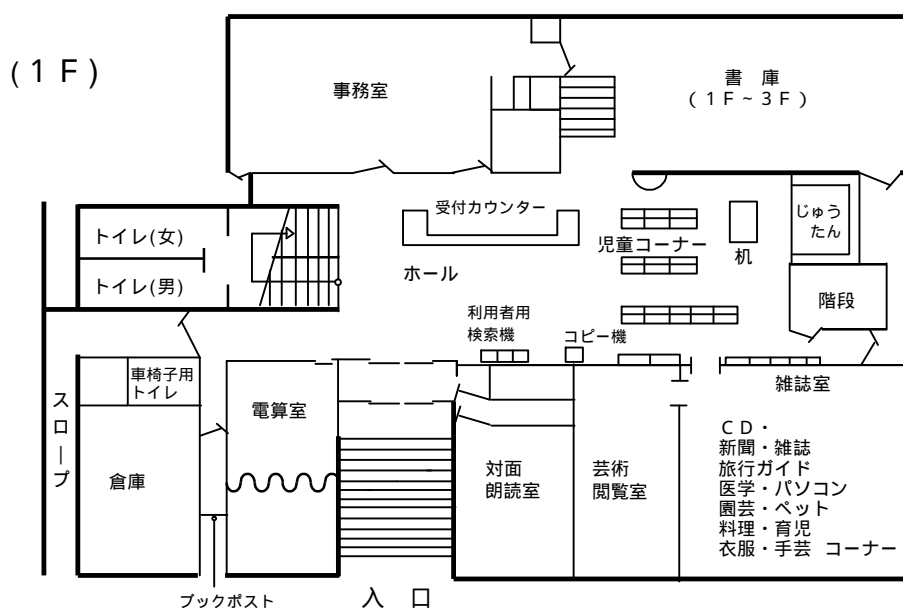 (１Ｆ)
事務室
書 庫
(１Ｆ~３Ｆ)
トイレ(女)
トイレ(男)
受付カウンター
ホール
児童コーナー
机
じゅう
たん
階段
利用者用
検索機
コピー機
雑誌室
スロープ
車椅子用
トイレ
電算室
倉庫
対面
朗読室
芸術
閲覧室
ＣＤ・
新聞・雑誌
旅行ガイド
医学・パソコン
園芸・ペット
料理・育児
衣服・手芸 コーナー
ブックポスト
入 口